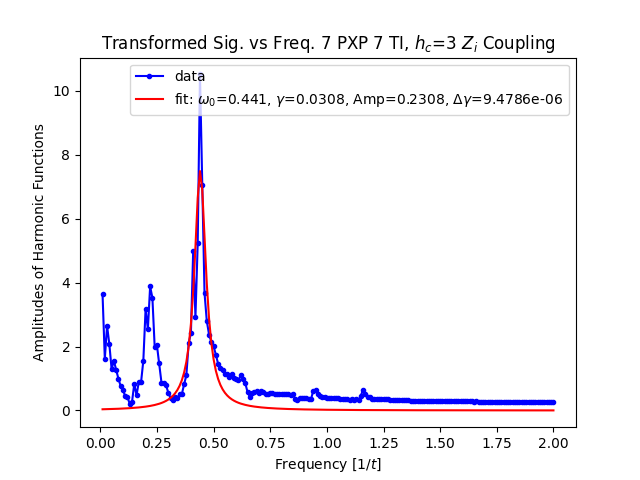 Transformed Sig. vs Freq. 7 PXP 7 TI, $h_c$=3 $Z_i$ Coupling
data
fit: $\omega_0$=0.441, $\gamma$=0.0308, Amp=0.2308, $\Delta\gamma$=9.4786e-06
Amplitudes of Harmonic Functions
10
8
6
4
2
0
0.00 0.25 0.50 0.75 1.00 1.25 1.50 1.75 2.00
Frequency [1/$t$]